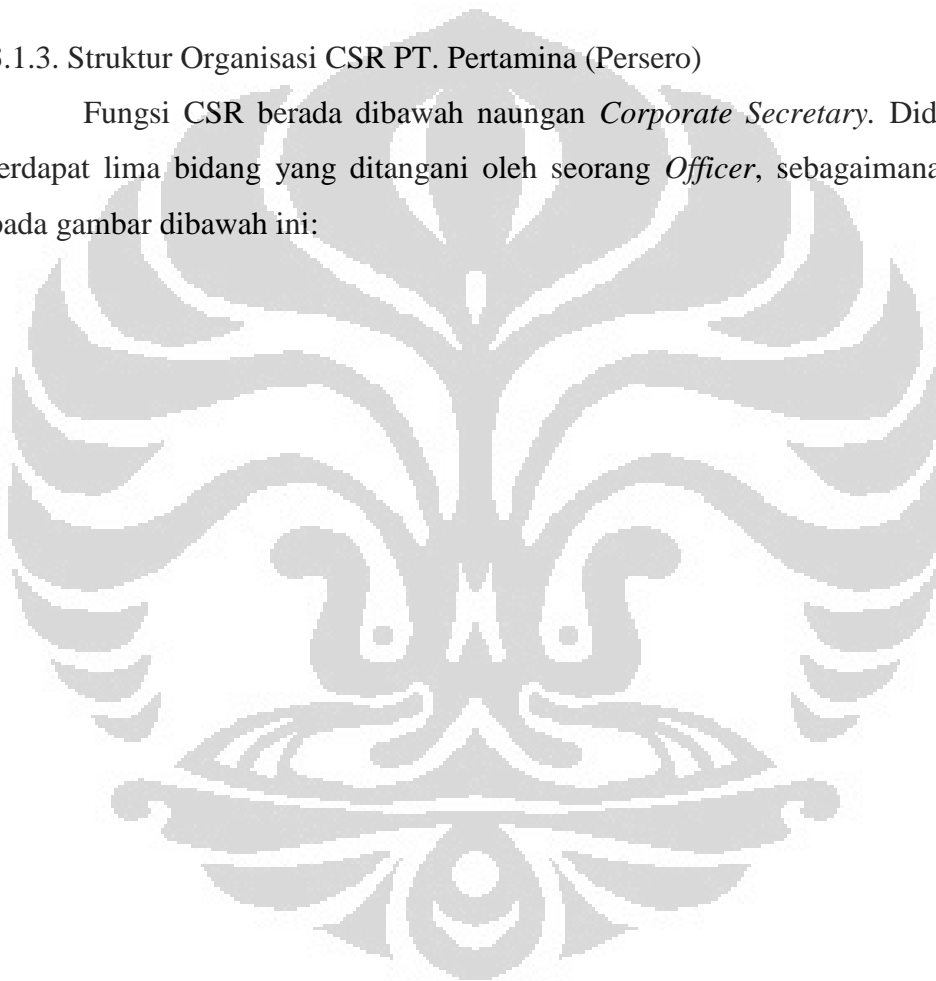 3.1.3. Struktur Organisasi CSR PT. Pertamina (Persero)
Fungsi CSR berada dibawah naungan Corporate Secretary. Did
erdapat lima bidang yang ditangani oleh seorang Officer, sebagaimana
pada gambar dibawah ini: